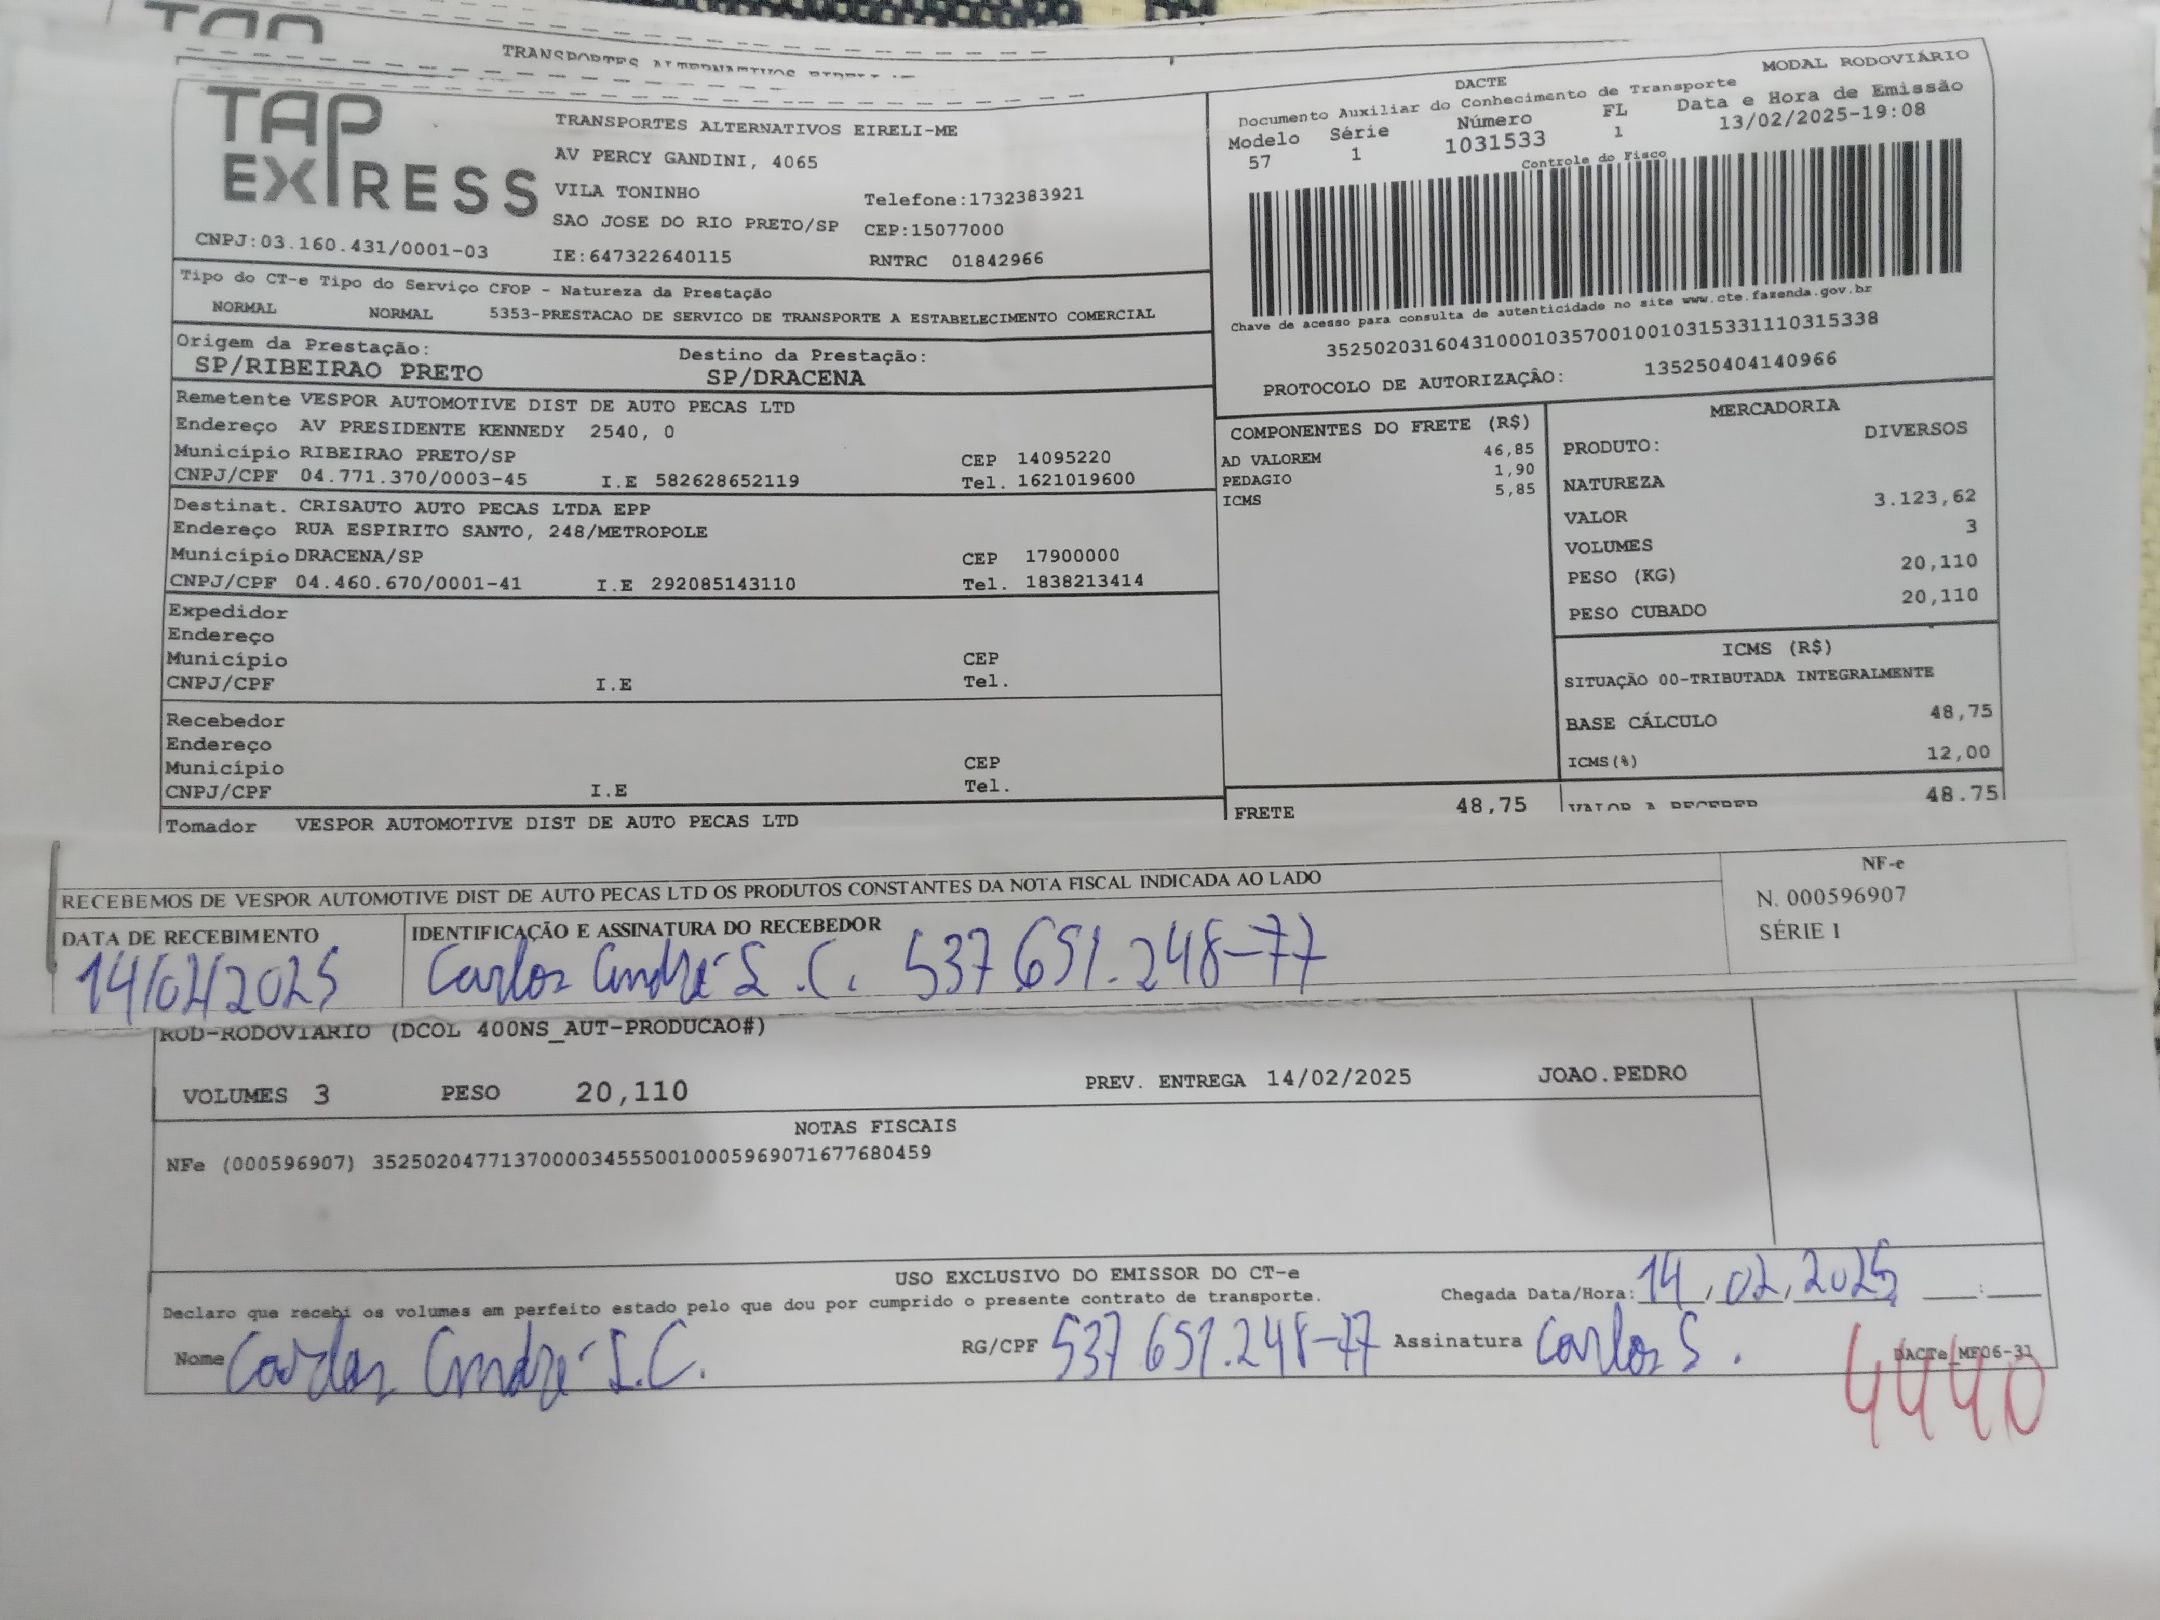 TRANSPORTES ALTERNATIVOS EIRELI-ME
TAP EXPRESS
TRANSPORTES ALTERNATIVOS EIRELI-ME
AV PERCY GANDINI, 4065
VILA TONINHO Telefone:1732383921
SAO JOSE DO RIO PRETO/SP CEP:15077000
CNPJ:03.160.431/0001-03 IE:647322640115 RNTRC 01842966
MODAL RODOVIÁRIO
DACTE
Documento Auxiliar do Conhecimento de Transporte
Modelo Série Número FL Data e Hora de Emissão
57 1 1031533 1 13/02/2025-19:08
Controle do Fisco
Chave de acesso para consulta de autenticidade no site www.cte.fazenda.gov.br
35250203160431000103570010010315331110315338
PROTOCOLO DE AUTORIZAÇÃO: 135250404140966
Tipo do CT-e Tipo do Serviço CFOP - Natureza da Prestação
NORMAL NORMAL 5353-PRESTACAO DE SERVICO DE TRANSPORTE A ESTABELECIMENTO COMERCIAL
Origem da Prestação: Destino da Prestação:
SP/RIBEIRAO PRETO SP/DRACENA
Remetente VESPOR AUTOMOTIVE DIST DE AUTO PECAS LTD
Endereço AV PRESIDENTE KENNEDY 2540, 0
Município RIBEIRAO PRETO/SP CEP 14095220
CNPJ/CPF 04.771.370/0003-45 I.E 582628652119 Tel. 1621019600
Destinat. CRISAUTO AUTO PECAS LTDA EPP
Endereço RUA ESPIRITO SANTO, 248/METROPOLE
Município DRACENA/SP CEP 17900000
CNPJ/CPF 04.460.670/0001-41 I.E 292085143110 Tel. 1838213414
Expedidor
Endereço
Município CEP
CNPJ/CPF I.E Tel.
Recebedor
Endereço
Município CEP
CNPJ/CPF I.E Tel.
Tomador VESPOR AUTOMOTIVE DIST DE AUTO PECAS LTD
COMPONENTES DO FRETE (R$)
AD VALOREM 46,85
PEDAGIO 1,90
ICMS 5,85
FRETE 48,75
MERCADORIA
PRODUTO: DIVERSOS
NATUREZA
VALOR 3.123,62
VOLUMES 3
PESO (KG) 20,110
PESO CUBADO 20,110
ICMS (R$)
SITUAÇÃO 00-TRIBUTADA INTEGRALMENTE
BASE CÁLCULO 48,75
ICMS(%) 12,00
VALOR A RECEBER 48.75
RECEBEMOS DE VESPOR AUTOMOTIVE DIST DE AUTO PECAS LTD OS PRODUTOS CONSTANTES DA NOTA FISCAL INDICADA AO LADO
DATA DE RECEBIMENTO IDENTIFICAÇÃO E ASSINATURA DO RECEBEDOR
14/02/2025 Carlos André S.C. 537.651.248-77
NF-e
N. 000596907
SÉRIE 1
ROD-RODOVIARIO (DCOL 400NS_AUT-PRODUCAO#)
VOLUMES 3 PESO 20,110 PREV. ENTREGA 14/02/2025 JOAO.PEDRO
NOTAS FISCAIS
NFe (000596907) 35250204771370000345550010005969071677680459
USO EXCLUSIVO DO EMISSOR DO CT-e
Declaro que recebi os volumes em perfeito estado pelo que dou por cumprido o presente contrato de transporte. Chegada Data/Hora: 14/02/2025 ____:____
Nome Carlos André S.C. RG/CPF 537.651.248-77 Assinatura Carlos S.
DACTe_MF06-31
4440